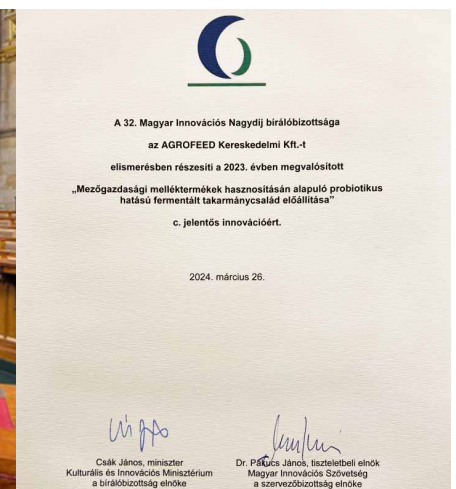 A 32. Magyar Innovációs Nagydíj bírálóbizottsága
az AGROFEED Kereskedelmi Kft.-t
elismerésben részesíti a 2023. évben megvalósított
„Mezőgazdasági melléktermékek hasznosításán alapuló probiotikus
hatású fermentált takarmánycsalád előállítása”
c. jelentős innovációért.
2024. március 26.
Csák János, miniszter
Kulturális és Innovációs Minisztérium
a bírálóbizottság elnöke
Dr. Pakucs János, tiszteletbeli elnök
Magyar Innovációs Szövetség
a szervezőbizottság elnöke